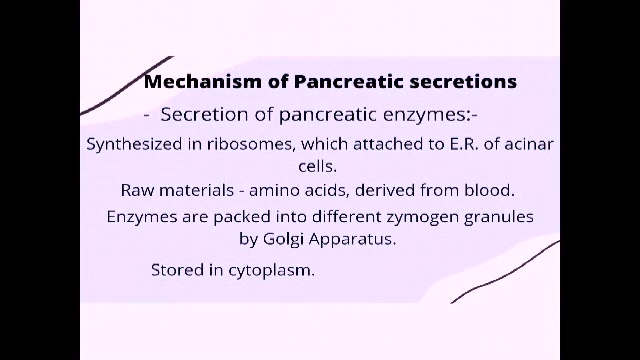 Mechanism of Pancreatic secretions
- Secretion of pancreatic enzymes:-
Synthesized in ribosomes, which attached to E.R. of acinar
cells.
Raw materials - amino acids, derived from blood.
Enzymes are packed into different zymogen granules
by Golgi Apparatus.
Stored in cytoplasm.